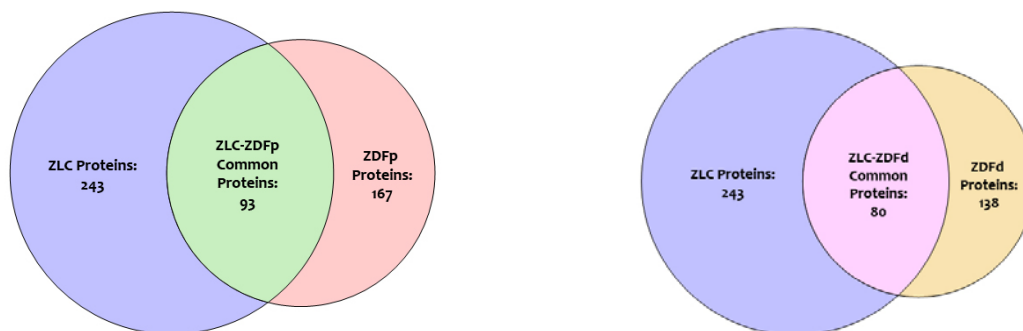 ZLC Proteins:
243
ZLC-ZDFp
Common
Proteins:
93
ZDFp
Proteins:
167
ZLC Proteins:
243
ZLC-ZDFd
Common
Proteins:
80
ZDFd
Proteins:
138